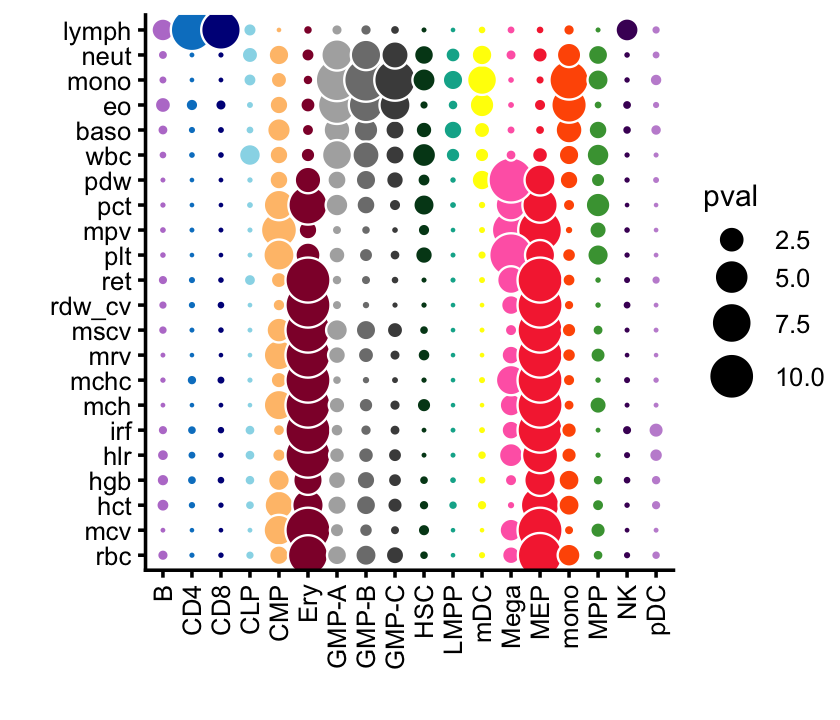 lymph
neut
mono
eo
baso
wbc
pdw
pct
mpv
plt
ret
rdw_cv
mscv
mrv
mchc
mch
irf
hlr
hgb
hct
mcv
rbc
B
CD4
CD8
CLP
CMP
Ery
GMP-A
GMP-B
GMP-C
HSC
LMPP
mDC
Mega
MEP
mono
MPP
NK
pDC
pval
2.5
5.0
7.5
10.0